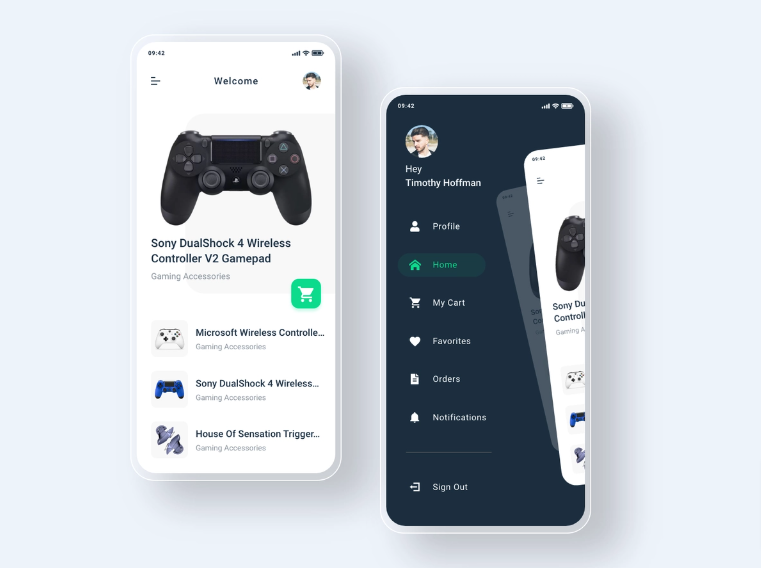 09:42
Welcome
Sony DualShock 4 Wireless
Controller V2 Gamepad
Gaming Accessories
Microsoft Wireless Controlle...
Gaming Accessories
Sony DualShock 4 Wireless...
Gaming Accessories
House Of Sensation Trigger...
Gaming Accessories
09:42
Hey
Timothy Hoffman
Profile
Home
My Cart
Favorites
Orders
Notifications
Sign Out
09:42
Sony Du
Contro
Gaming A